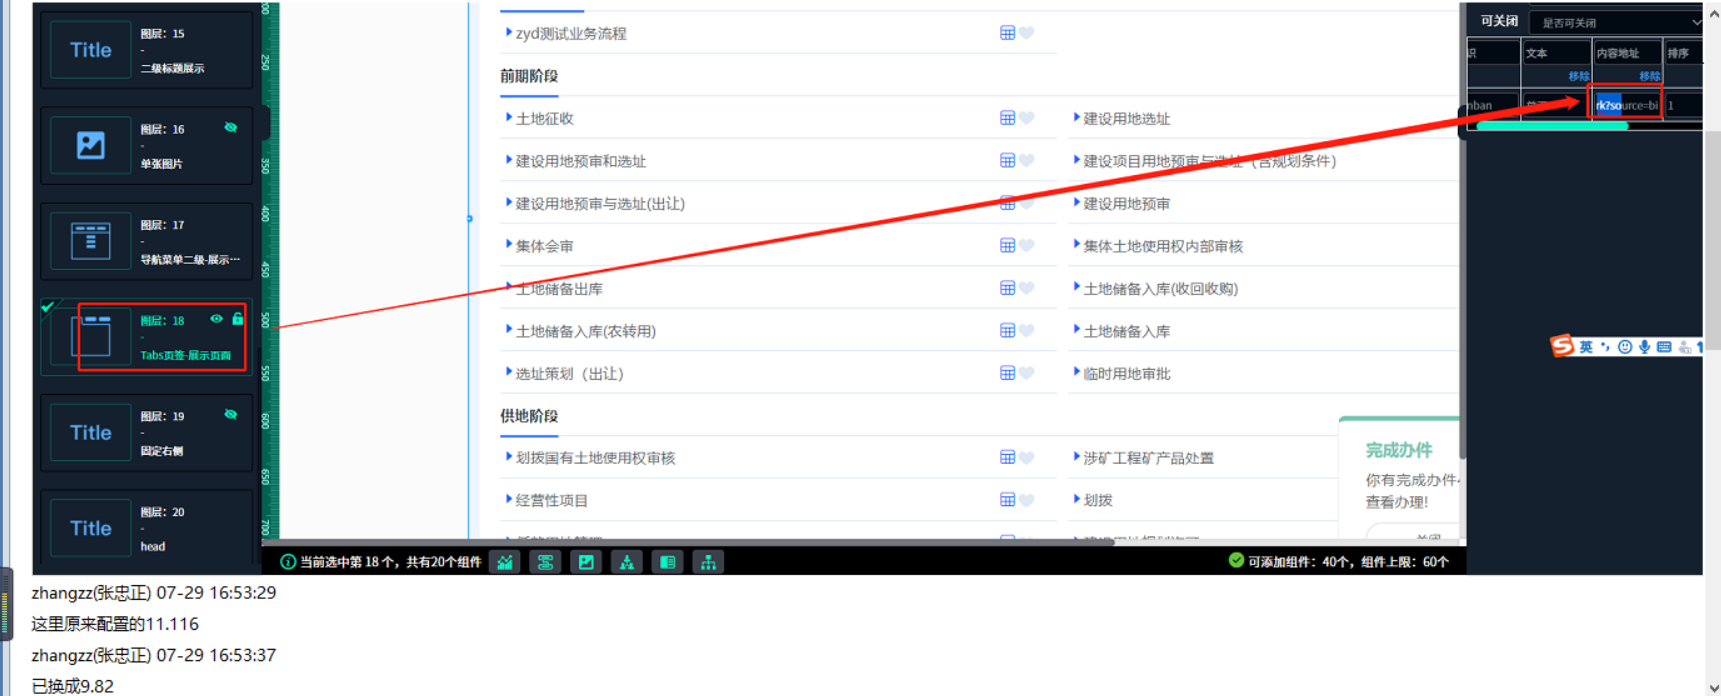 图层：15
-
二级标题展示
Title
图层：16
-
单张图片
图层：17
-
导航菜单二级-展示···
图层：18
-
Tabs页签-展示页面
图层：19
-
固定右侧
Title
图层：20
-
head
Title
250
350
400
450
500
550
600
650
700
zyd测试业务流程
前期阶段
土地征收
建设用地选址
建设用地预审和选址
建设项目用地预审与选址（含规划条件）
建设用地预审与选址(出让)
建设用地预审
集体会审
集体土地使用权内部审核
土地储备出库
土地储备入库(收回收购)
土地储备入库(农转用)
土地储备入库
选址策划（出让）
临时用地审批
供地阶段
划拨国有土地使用权审核
涉矿工程矿产品处置
经营性项目
划拨
完成办件
你有完成办件
查看办理!
可关闭
是否可关闭
文本
内容地址
排序
移除
移除
nban
rk?source=bi
1
英
当前选中第 18 个，共有20个组件
可添加组件：40个，组件上限：60个
zhangzz(张忠正) 07-29 16:53:29
这里原来配置的11.116
zhangzz(张忠正) 07-29 16:53:37
已换成9.82